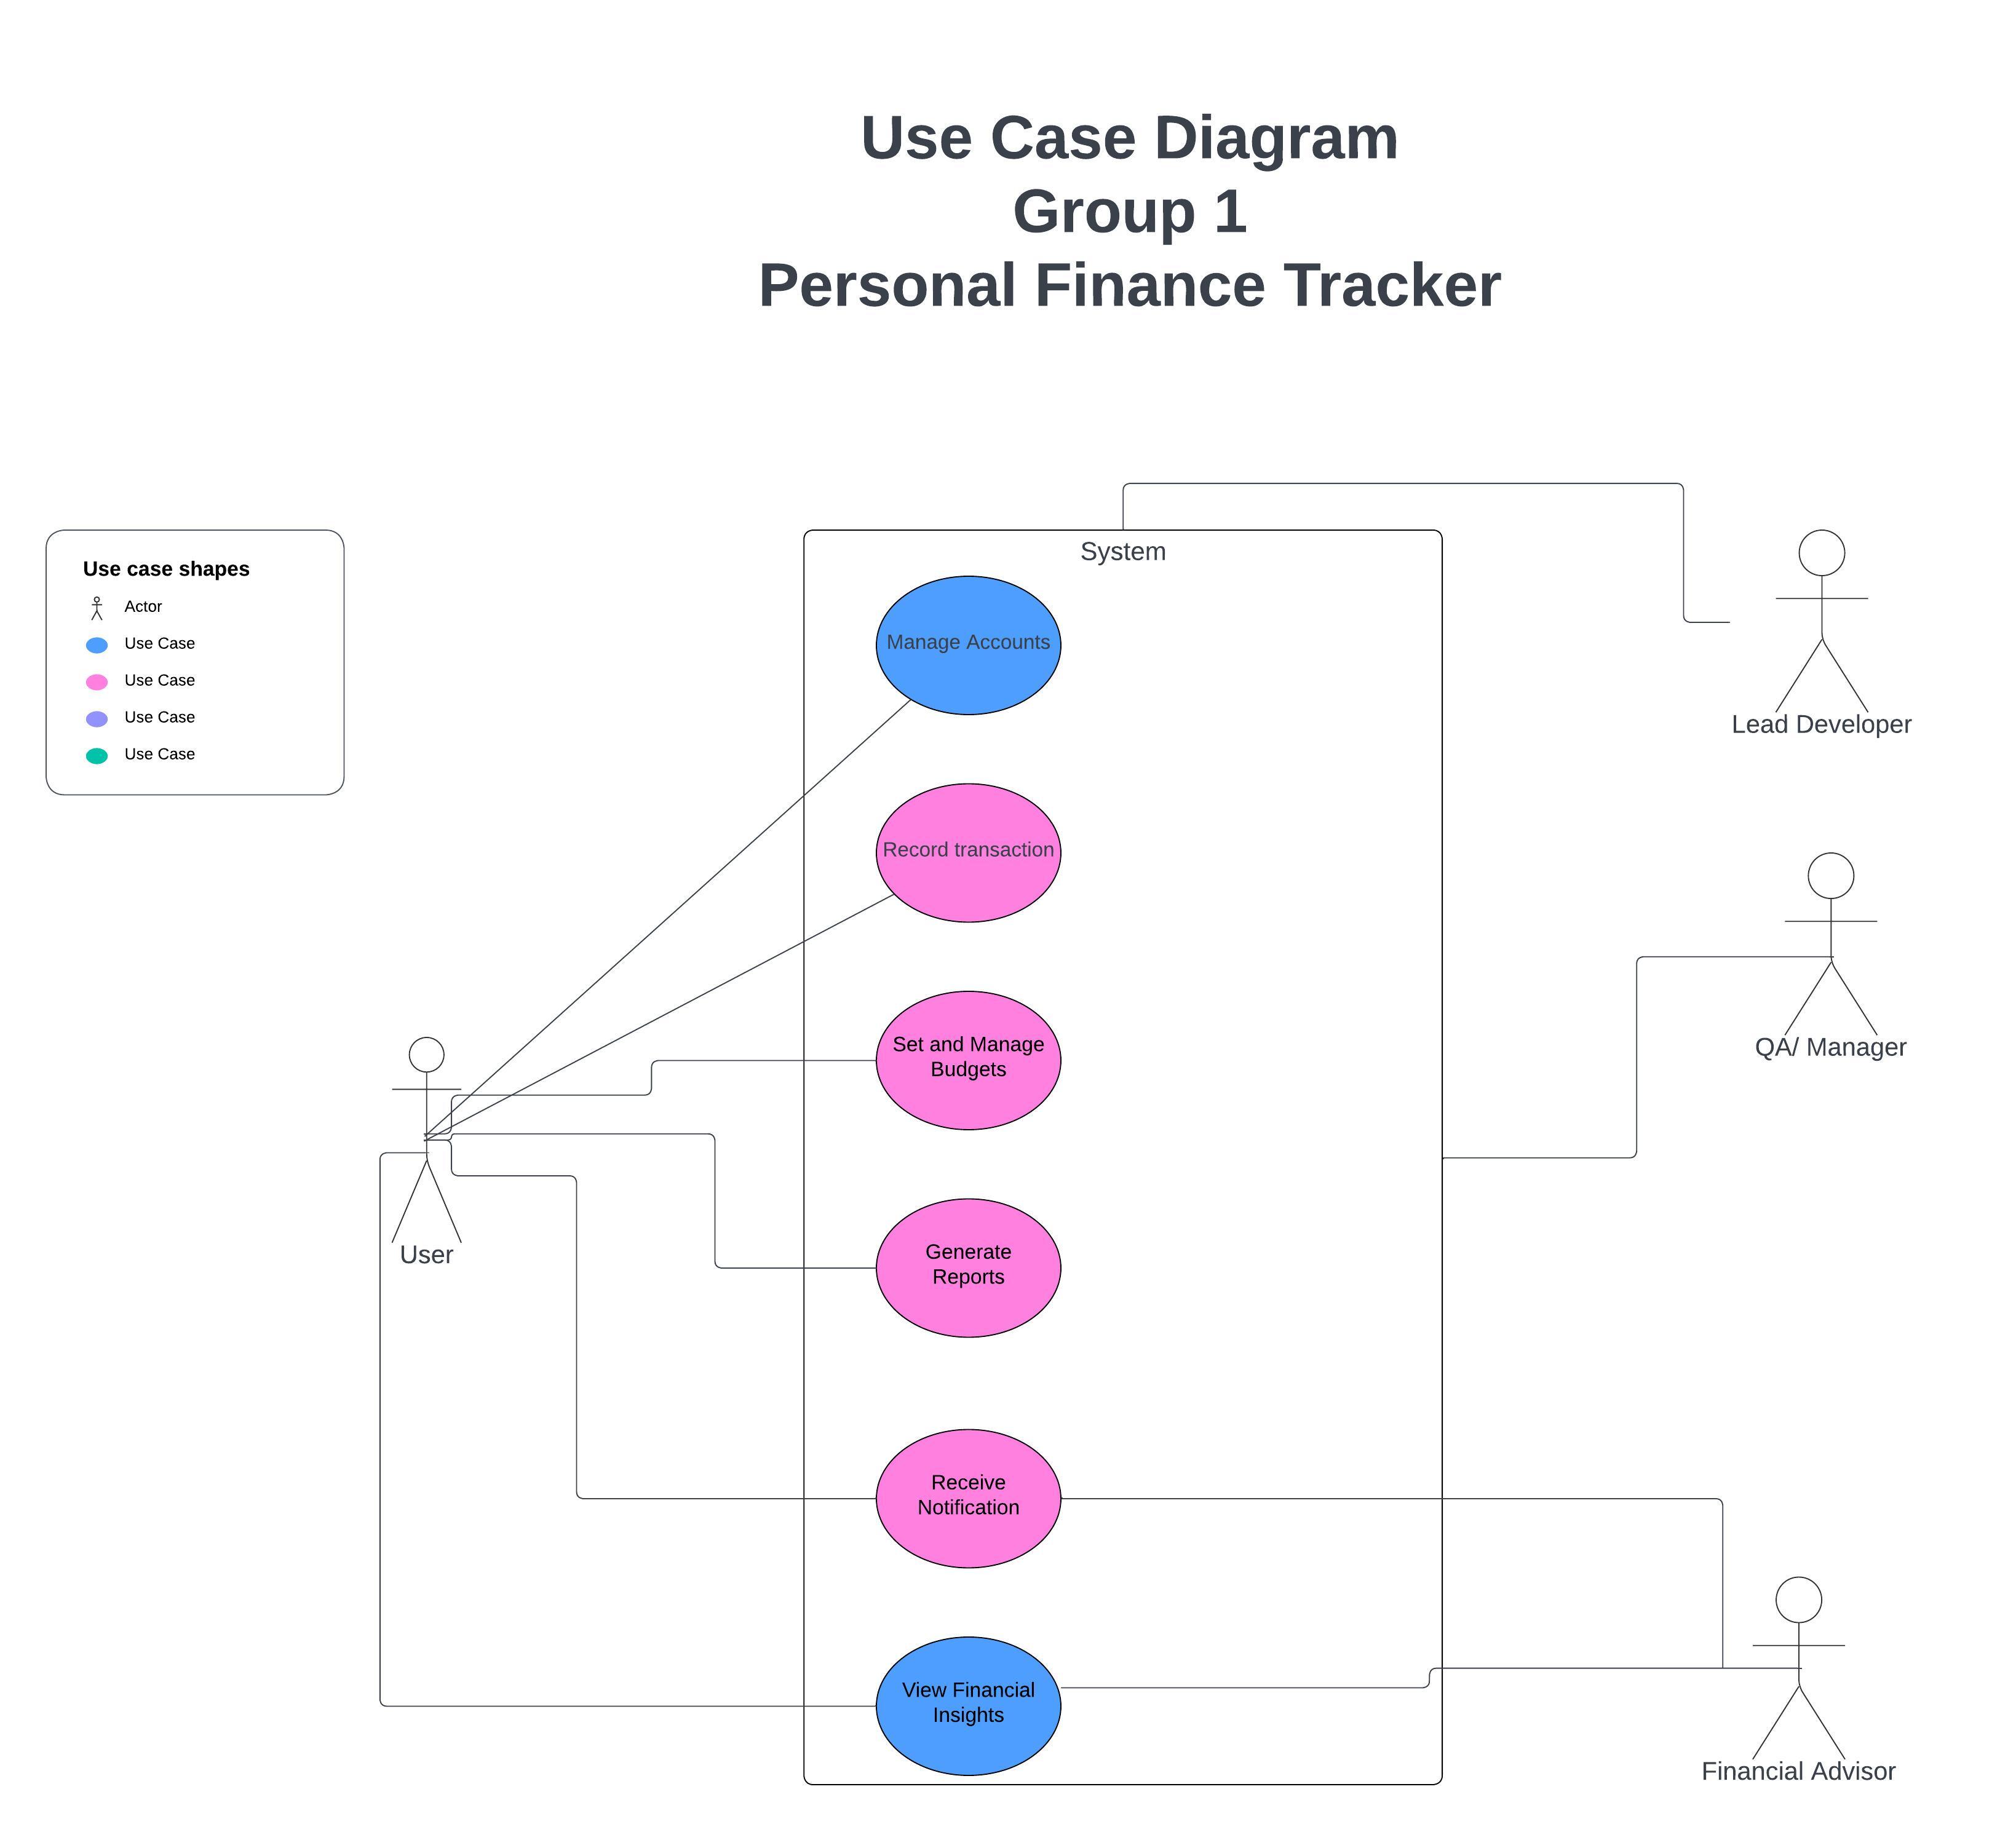 Use Case Diagram
Group 1
Personal Finance Tracker
Use case shapes
Actor
Use Case
Use Case
Use Case
Use Case
System
Manage Accounts
Record transaction
Set and Manage
Budgets
Generate
Reports
Receive
Notification
View Financial
Insights
User
Lead Developer
QA/ Manager
Financial Advisor